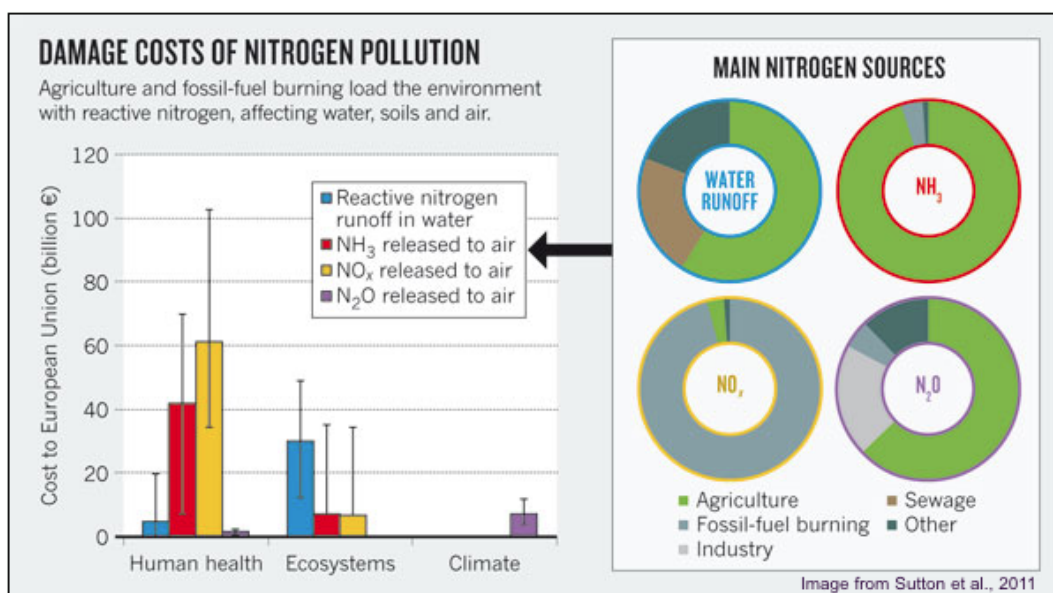 DAMAGE COSTS OF NITROGEN POLLUTION
Agriculture and fossil-fuel burning load the environment
with reactive nitrogen, affecting water, soils and air.
Cost to European Union (billion €)
120
100
80
60
40
20
0
Reactive nitrogen
runoff in water
NH₃ released to air
NOₓ released to air
N₂O released to air
Human health
Ecosystems
Climate
MAIN NITROGEN SOURCES
WATER
RUNOFF
NH₃
NOₓ
N₂O
Agriculture
Fossil-fuel burning
Industry
Sewage
Other
Image from Sutton et al., 2011